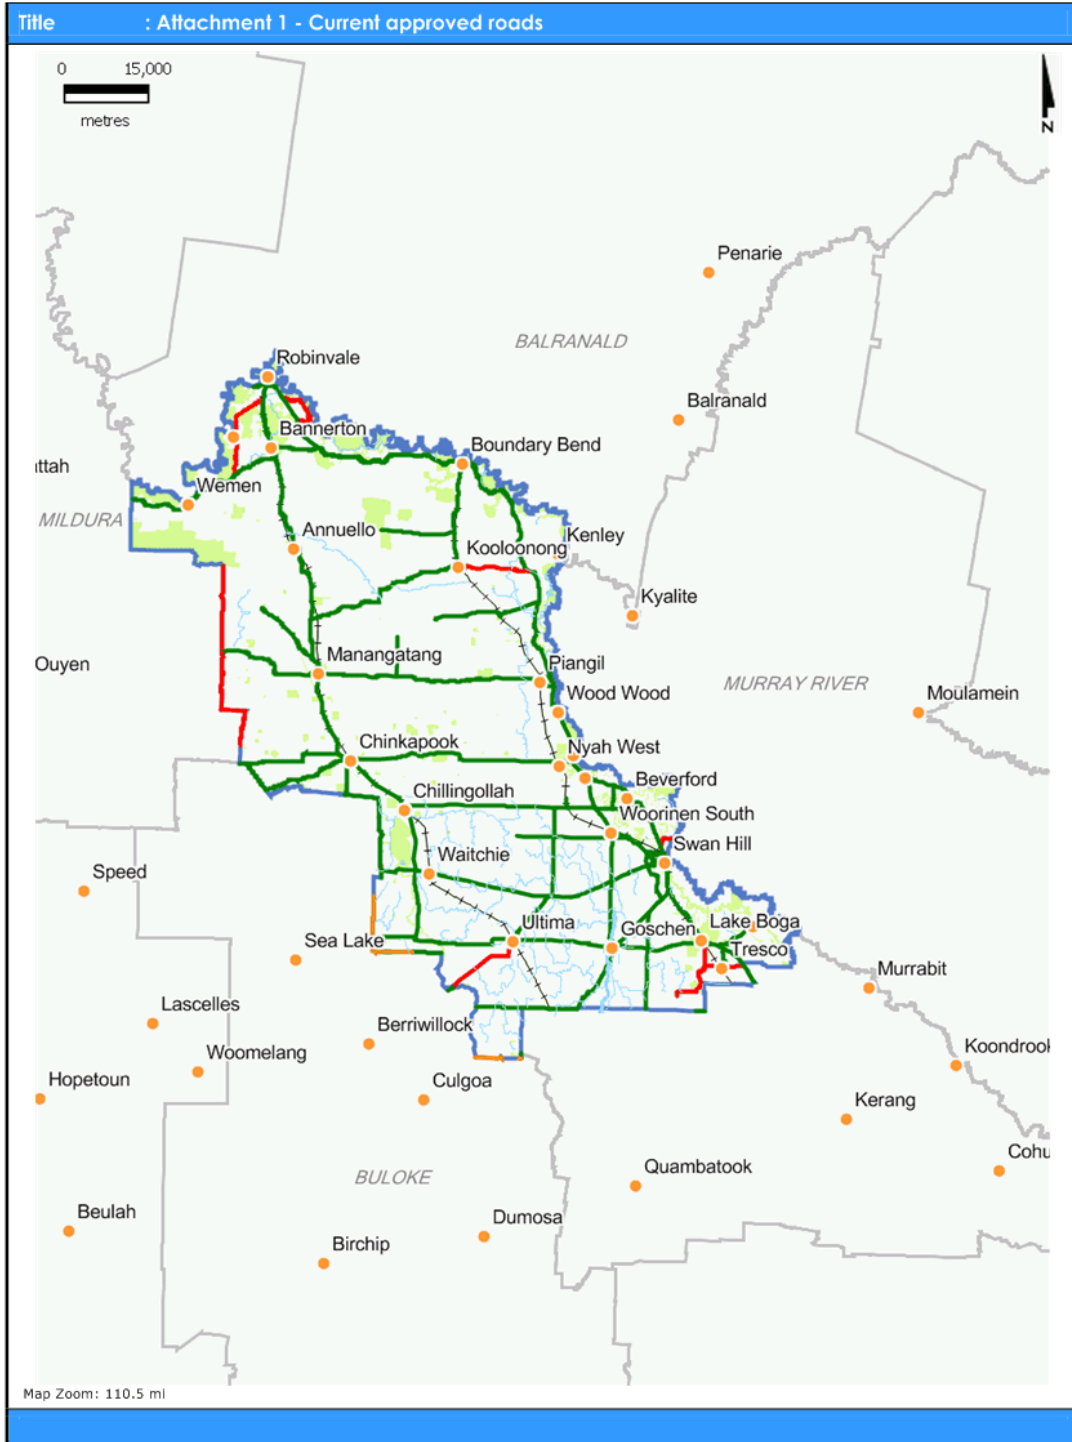 Title : Attachment 1 - Current approved roads
0 15,000
metres
N
Penarie
BALRANALD
Robinvale
Balranald
Bannerton
Boundary Bend
attah
Wemen
MILDURA
Annuello
Kenley
Kooloonong
Kyalite
Ouyen
Manangatang
Piangil
MURRAY RIVER
Wood Wood
Moulamein
Chinkapook
Nyah West
Beverford
Chillingollah
Woorinen South
Swan Hill
Waitchie
Speed
Ultima
Goschen
Lake Boga
Sea Lake
Tresco
Murrabit
Lascelles
Berriwillock
Woomelang
Koondrook
Hopetoun
Culgoa
Kerang
Cohu
Quambatook
BULOKE
Beulah
Dumosa
Birchip
Map Zoom: 110.5 mi